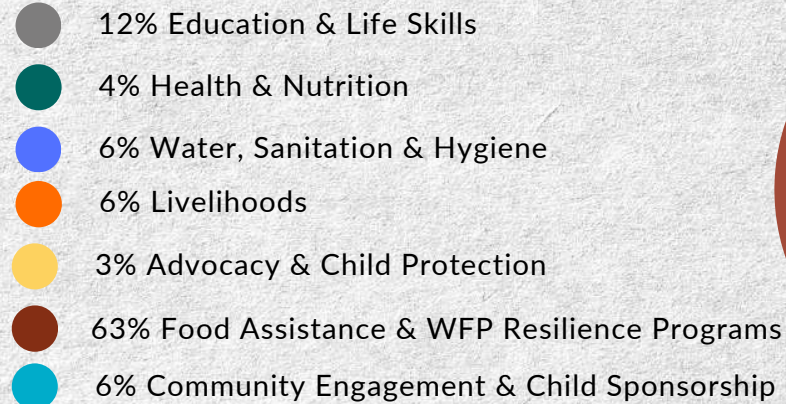 12% Education & Life Skills
4% Health & Nutrition
6% Water, Sanitation & Hygiene
6% Livelihoods
3% Advocacy & Child Protection
63% Food Assistance & WFP Resilience Programs
6% Community Engagement & Child Sponsorship